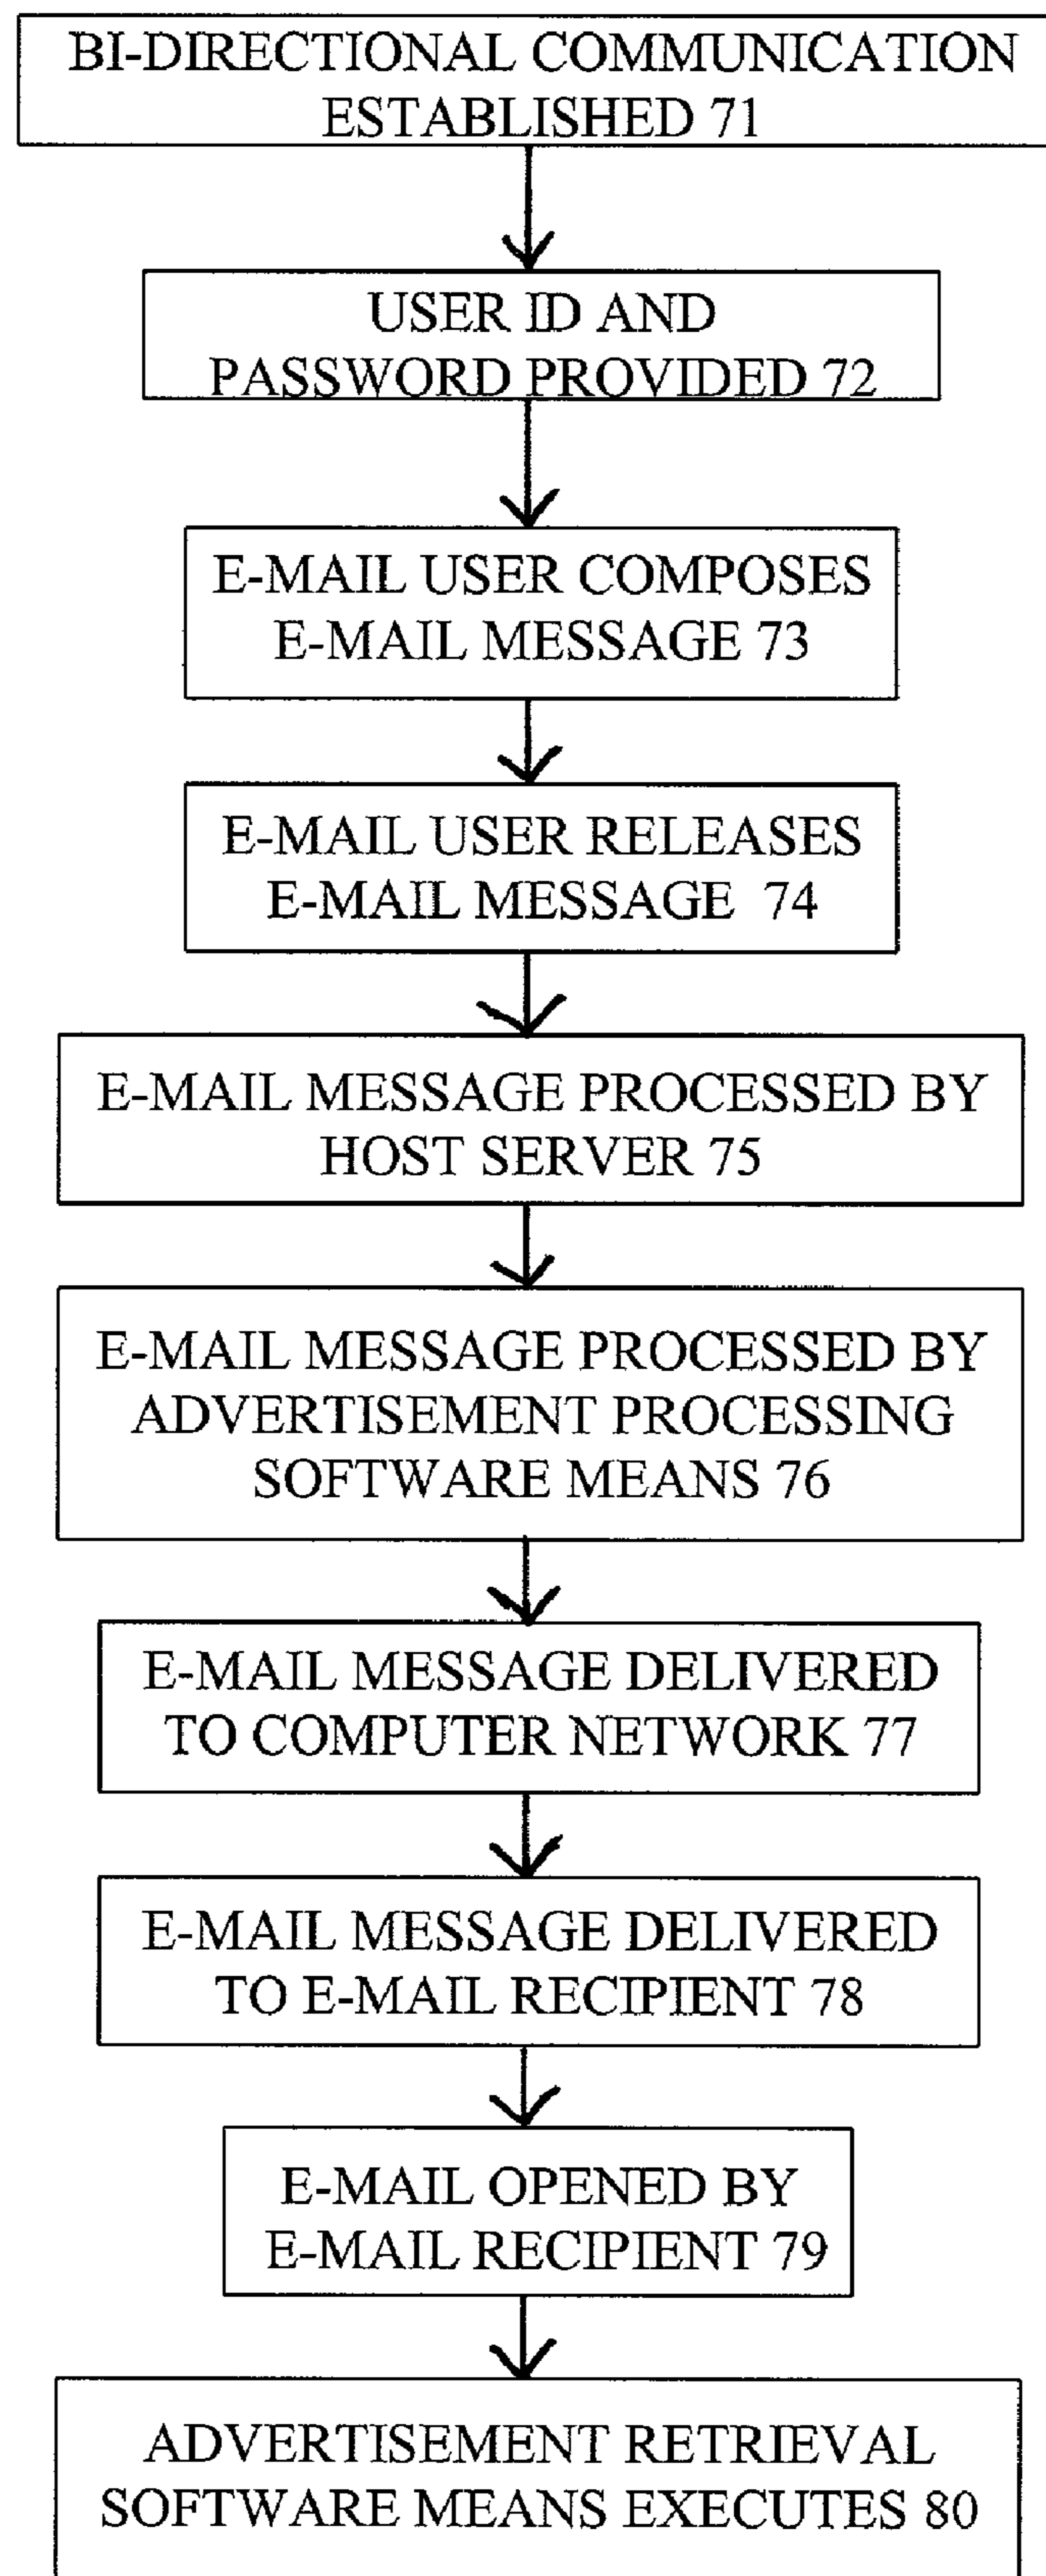 BI-DIRECTIONAL COMMUNICATION
ESTABLISHED 71
USER ID AND
PASSWORD PROVIDED 72
E-MAIL USER COMPOSES
E-MAIL MESSAGE 73
E-MAIL USER RELEASES
E-MAIL MESSAGE 74
E-MAIL MESSAGE PROCESSED BY
HOST SERVER 75
E-MAIL MESSAGE PROCESSED BY
ADVERTISEMENT PROCESSING
SOFTWARE MEANS 76
E-MAIL MESSAGE DELIVERED
TO COMPUTER NETWORK 77
E-MAIL MESSAGE DELIVERED
TO E-MAIL RECIPIENT 78
E-MAIL OPENED BY
E-MAIL RECIPIENT 79
ADVERTISEMENT RETRIEVAL
SOFTWARE MEANS EXECUTES 80